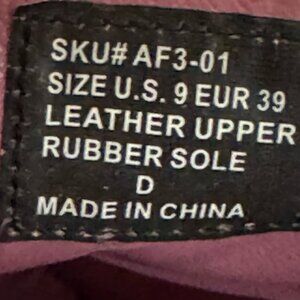 SKU# AF3-01
SIZE U.S. 9 EUR 39
LEATHER UPPER
RUBBER SOLE
D
MADE IN CHINA